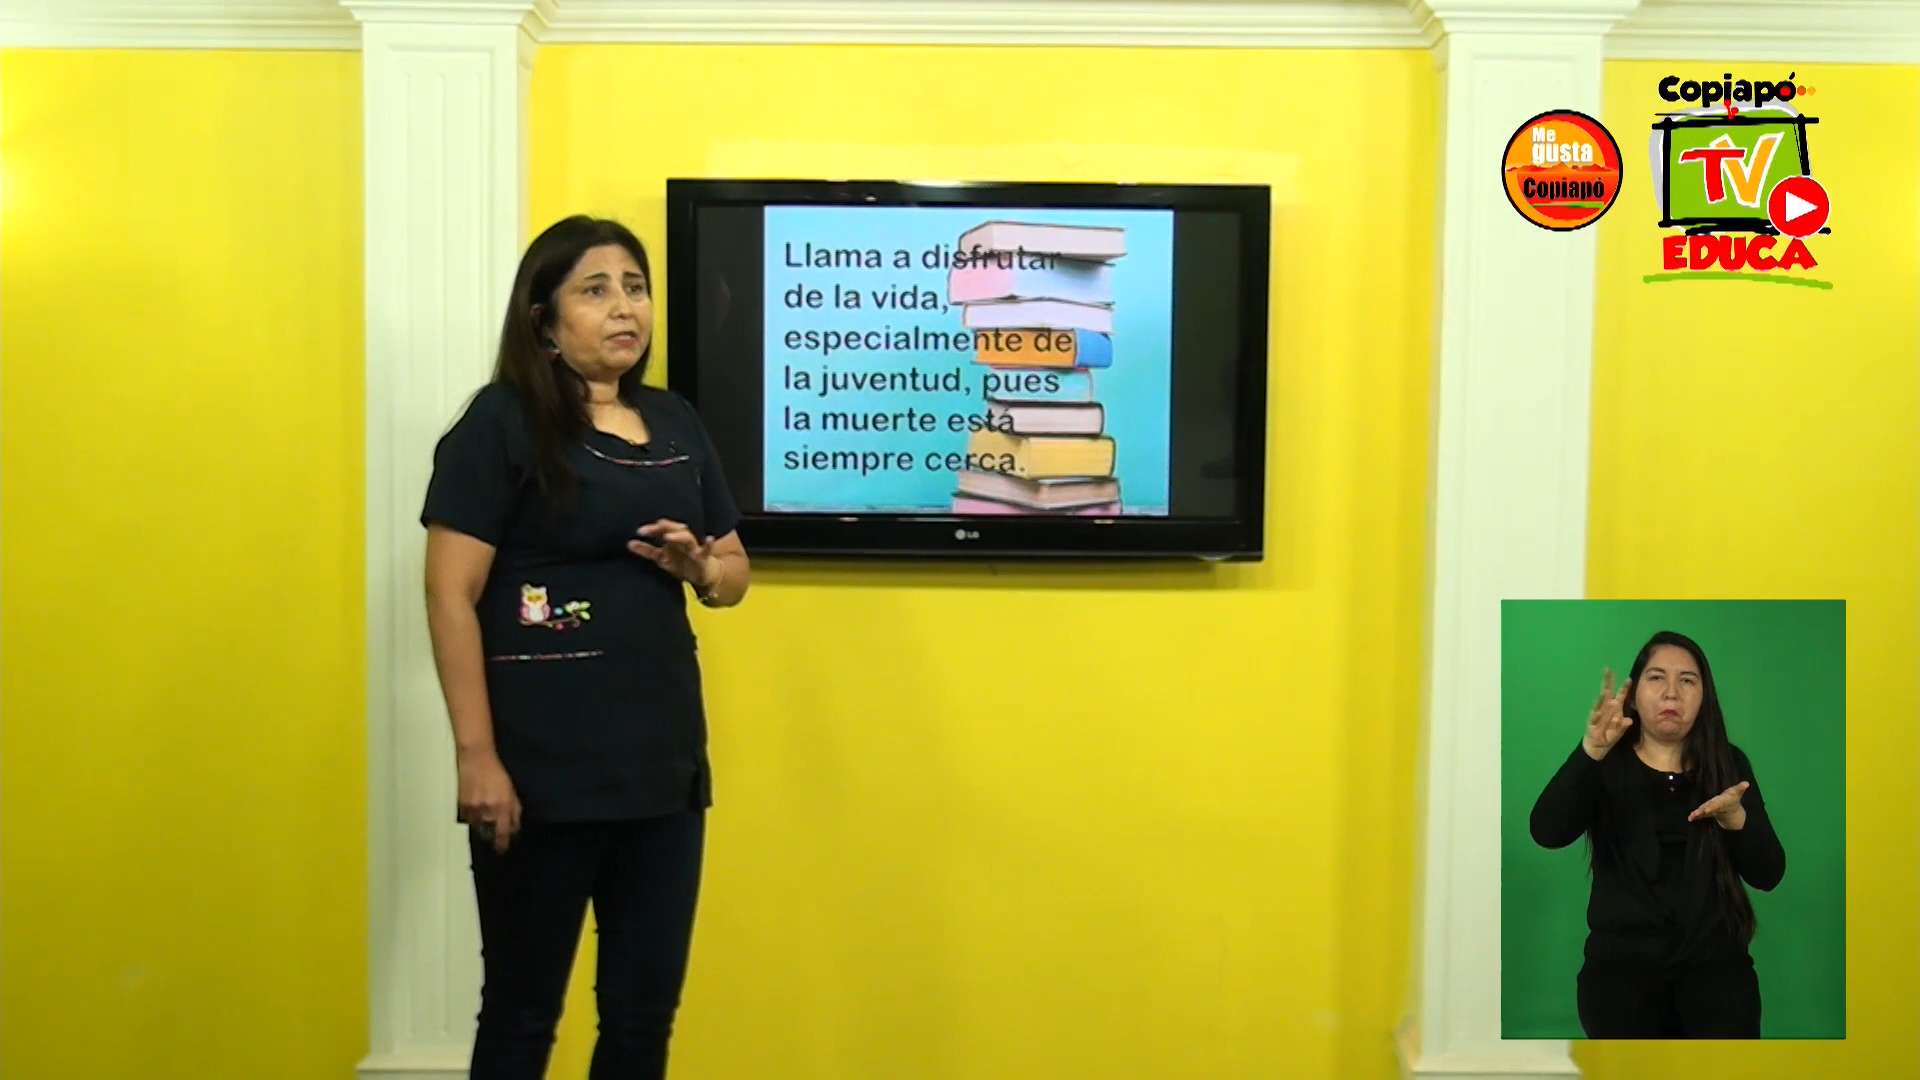 Copiapó
Me
gusta
Copiapó
TV
EDUCA
Llama a disfrutar
de la vida,
especialmente de
la juventud, pues
la muerte está
siempre cerca.
LG